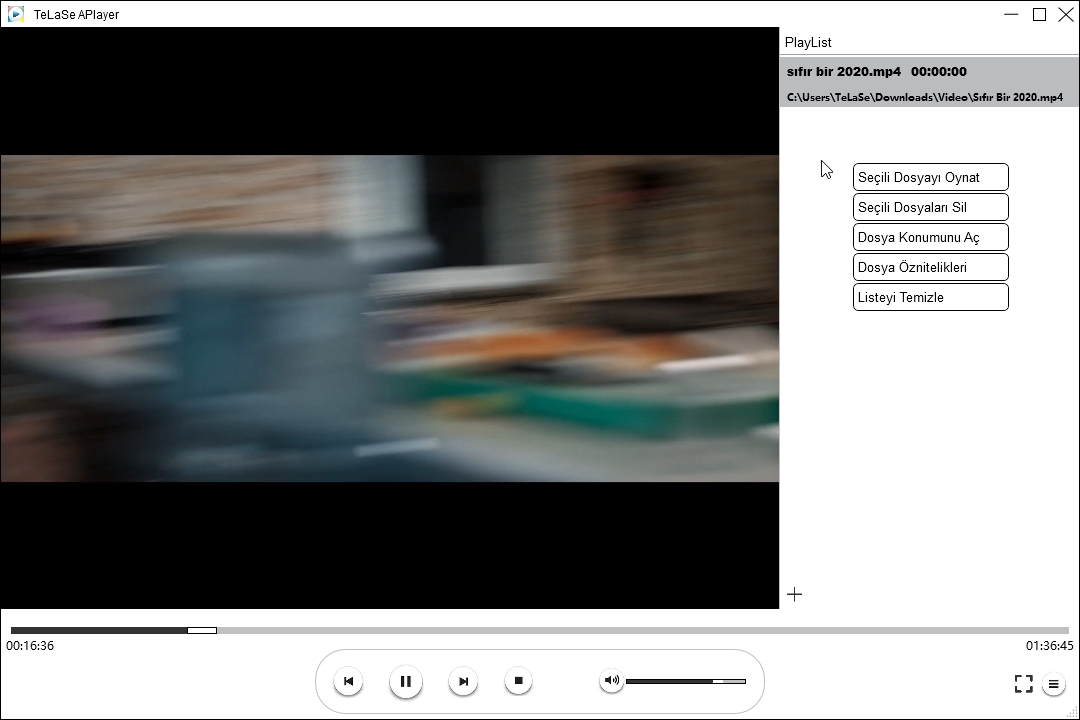 TeLaSe APlayer
PlayList
sıfır bir 2020.mp4 00:00:00
C:\Users\TeLaSe\Downloads\Video\Sıfır Bir 2020.mp4
Seçili Dosyayı Oynat
Seçili Dosyaları Sil
Dosya Konumunu Aç
Dosya Öznitelikleri
Listeyi Temizle
00:16:36
01:36:45